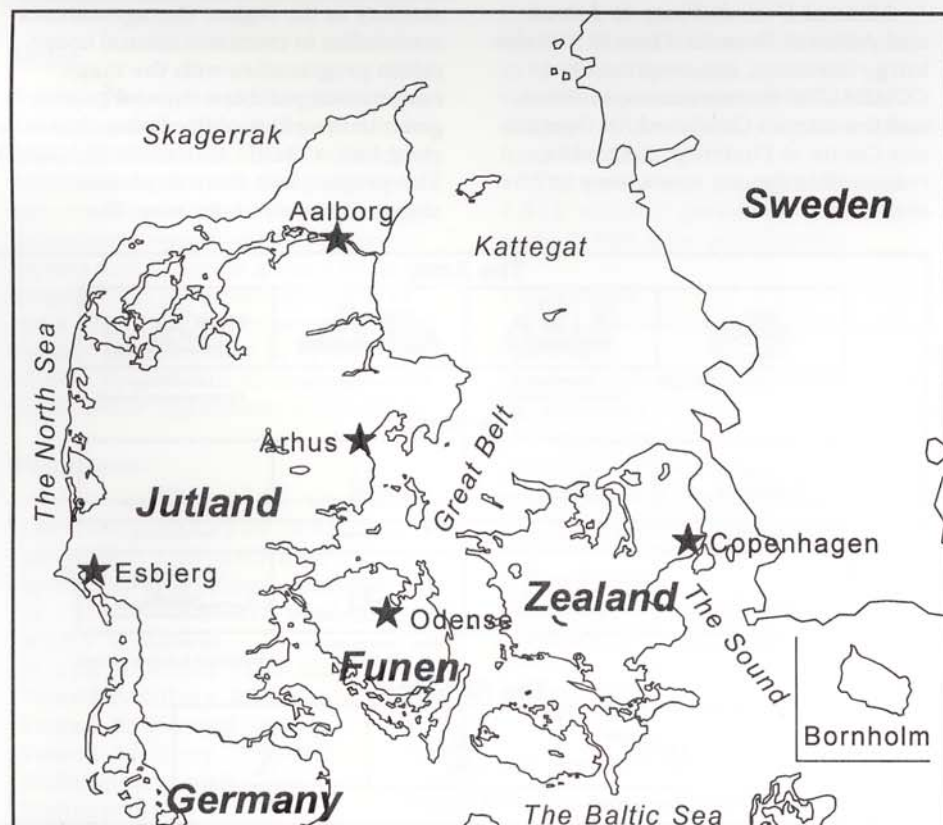 Skagerrak
Aalborg
Sweden
Kattegat
The North Sea
Århus
Great Belt
Jutland
Copenhagen
Esbjerg
Zealand
Odense
The Sound
Funen
Bornholm
Germany
The Baltic Sea